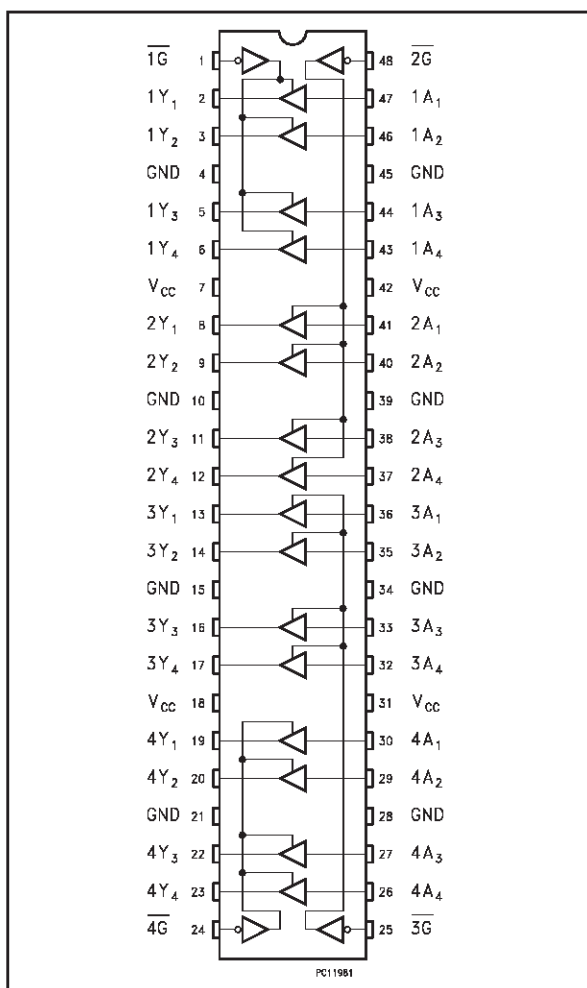 1G 1 48 2G
1Y1 2 47 1A1
1Y2 3 46 1A2
GND 4 45 GND
1Y3 5 44 1A3
1Y4 6 43 1A4
VCC 7 42 VCC
2Y1 8 41 2A1
2Y2 9 40 2A2
GND 10 39 GND
2Y3 11 38 2A3
2Y4 12 37 2A4
3Y1 13 36 3A1
3Y2 14 35 3A2
GND 15 34 GND
3Y3 16 33 3A3
3Y4 17 32 3A4
VCC 18 31 VCC
4Y1 19 30 4A1
4Y2 20 29 4A2
GND 21 28 GND
4Y3 22 27 4A3
4Y4 23 26 4A4
4G 24 25 3G
PC11981